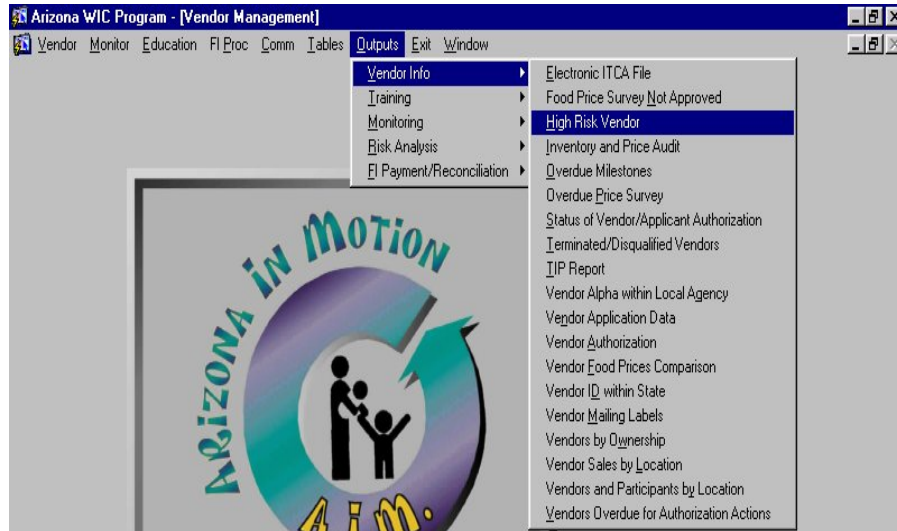 Arizona WIC Program - [Vendor Management]
Vendor Monitor Education FI Proc Comm Tables Outputs Exit Window
Vendor Info
Training
Monitoring
Risk Analysis
FI Payment/Reconciliation
Electronic ITCA File
Food Price Survey Not Approved
High Risk Vendor
Inventory and Price Audit
Overdue Milestones
Overdue Price Survey
Status of Vendor/Applicant Authorization
Terminated/Disqualified Vendors
TIP Report
Vendor Alpha within Local Agency
Vendor Application Data
Vendor Authorization
Vendor Food Prices Comparison
Vendor ID within State
Vendor Mailing Labels
Vendors by Ownership
Vendor Sales by Location
Vendors and Participants by Location
Vendors Overdue for Authorization Actions
ARiZONA iN MOTiON
A.i.m.